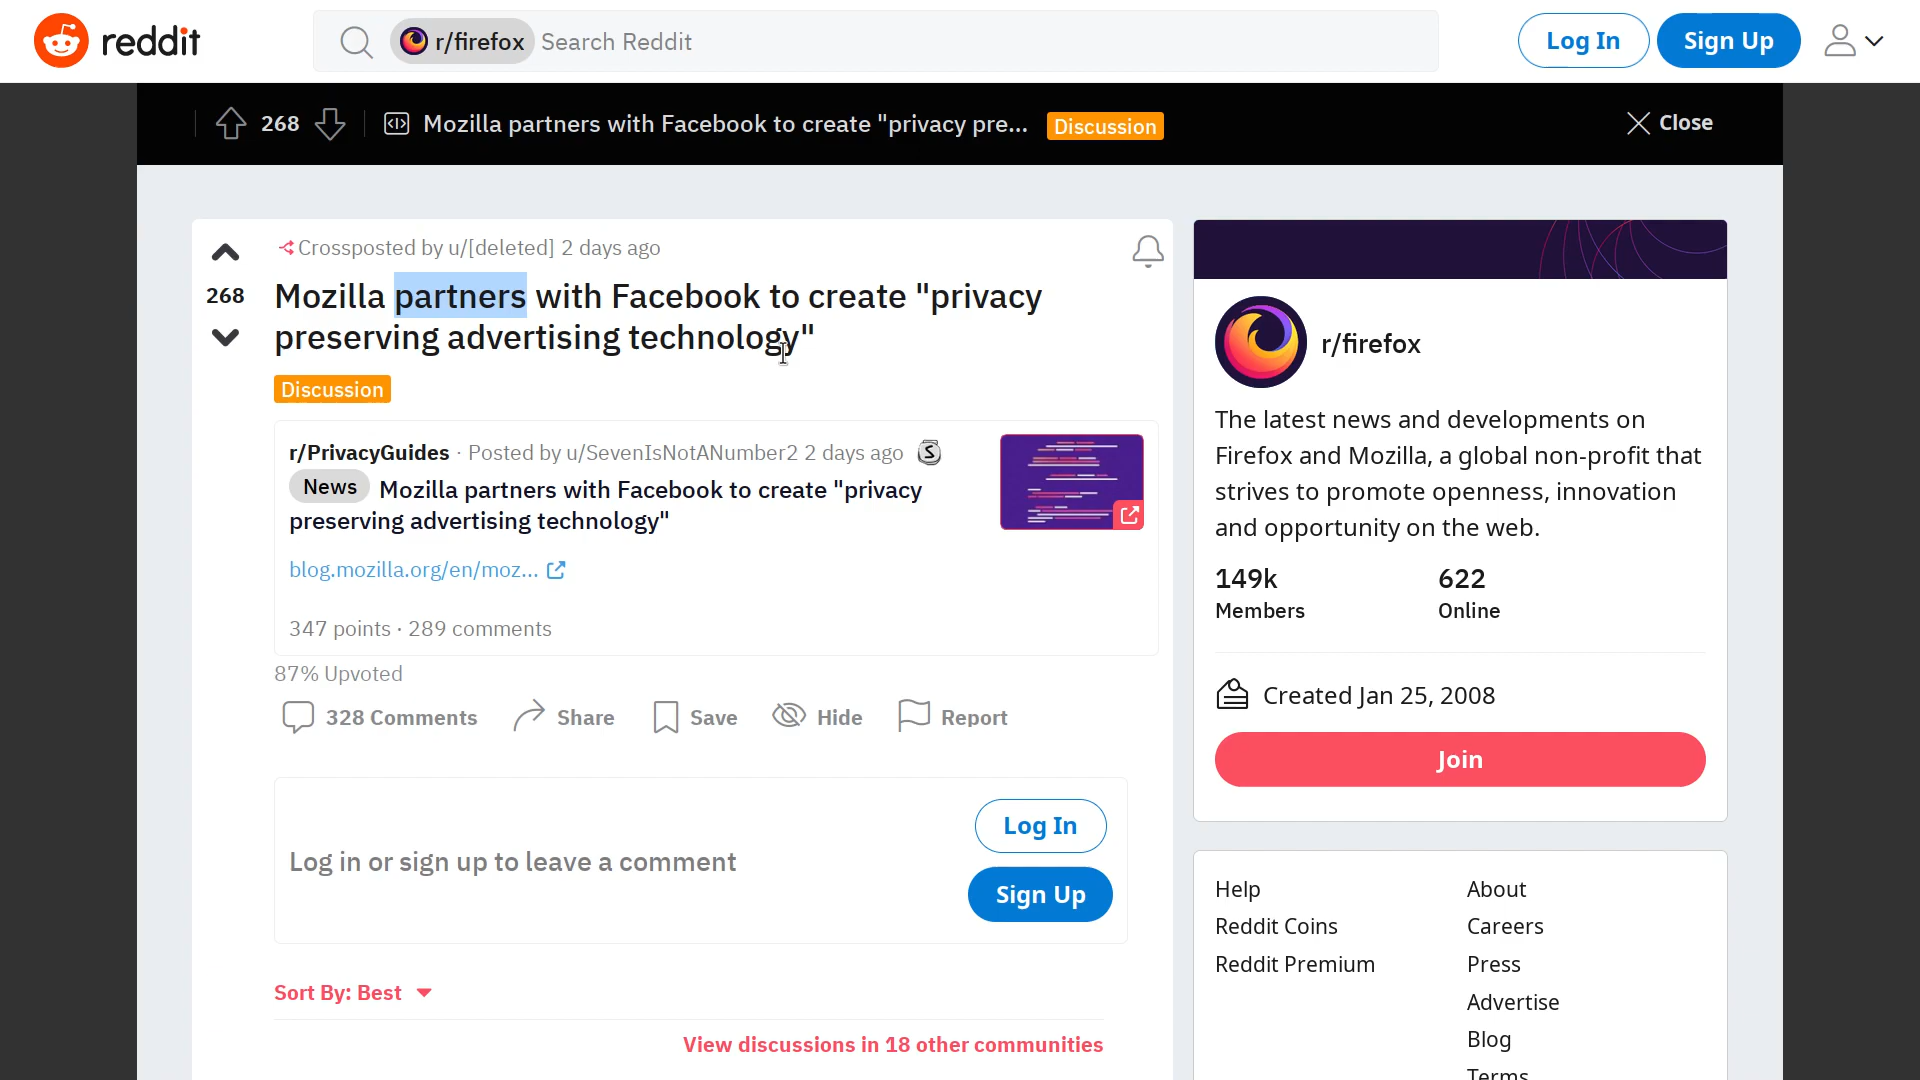 reddit
r/firefox Search Reddit
Log In
Sign Up
268
Mozilla partners with Facebook to create "privacy pre...
Discussion
Close
Crossposted by u/[deleted] 2 days ago
268
Mozilla partners with Facebook to create "privacy
preserving advertising technology"
Discussion
r/PrivacyGuides · Posted by u/SevenIsNotANumber2 2 days ago
S
News Mozilla partners with Facebook to create "privacy
preserving advertising technology"
blog.mozilla.org/en/moz...
347 points · 289 comments
87% Upvoted
328 Comments Share Save Hide Report
Log in or sign up to leave a comment
Log In
Sign Up
Sort By: Best
View discussions in 18 other communities
r/firefox
The latest news and developments on
Firefox and Mozilla, a global non-profit that
strives to promote openness, innovation
and opportunity on the web.
149k 622
Members Online
Created Jan 25, 2008
Join
Help About
Reddit Coins Careers
Reddit Premium Press
Advertise
Blog
Terms